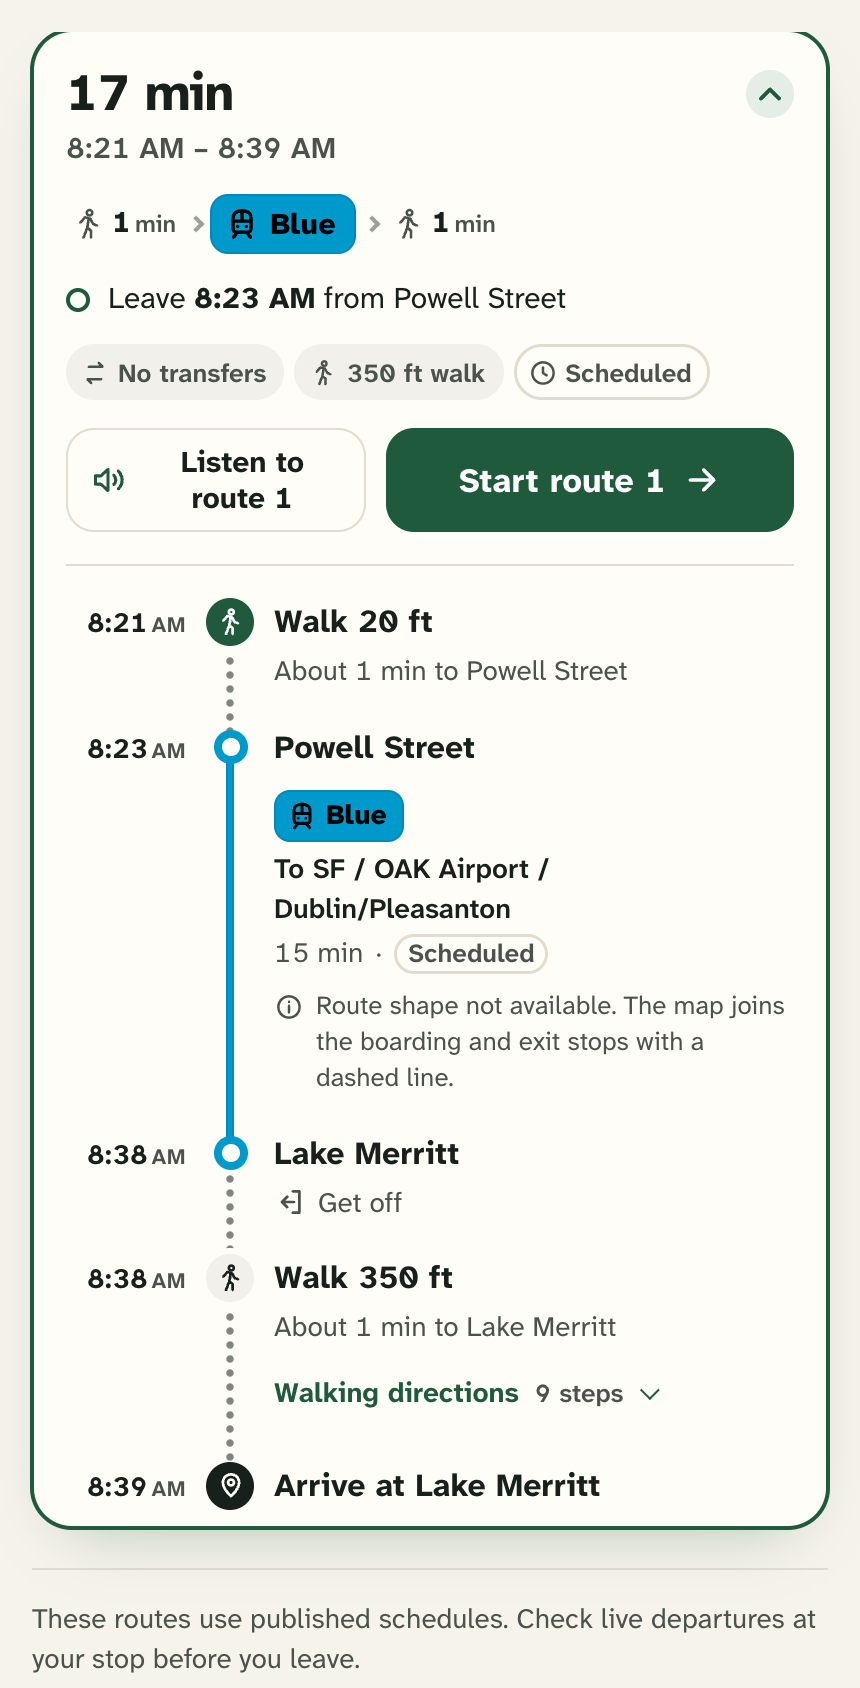 17 min
8:21 AM – 8:39 AM
1 min
Blue
1 min
Leave 8:23 AM from Powell Street
No transfers
350 ft walk
Scheduled
Listen to
route 1
Start route 1
8:21 AM
Walk 20 ft
About 1 min to Powell Street
8:23 AM
Powell Street
Blue
To SF / OAK Airport /
Dublin/Pleasanton
15 min · Scheduled
Route shape not available. The map joins
the boarding and exit stops with a
dashed line.
8:38 AM
Lake Merritt
Get off
8:38 AM
Walk 350 ft
About 1 min to Lake Merritt
Walking directions 9 steps
8:39 AM
Arrive at Lake Merritt
These routes use published schedules. Check live departures at
your stop before you leave.